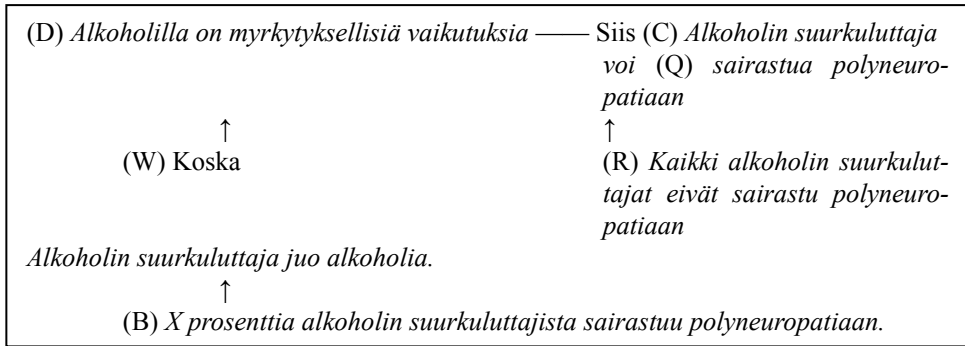 (D) Alkoholilla on myrkytyksellisiä vaikutuksia —— Siis (C) Alkoholin suurkuluttaja
voi (Q) sairastua polyneuro-
patiaan
↑ ↑
(W) Koska (R) Kaikki alkoholin suurkulut-
tajat eivät sairastu polyneuro-
patiaan
Alkoholin suurkuluttaja juo alkoholia.
↑
(B) X prosenttia alkoholin suurkuluttajista sairastuu polyneuropatiaan.